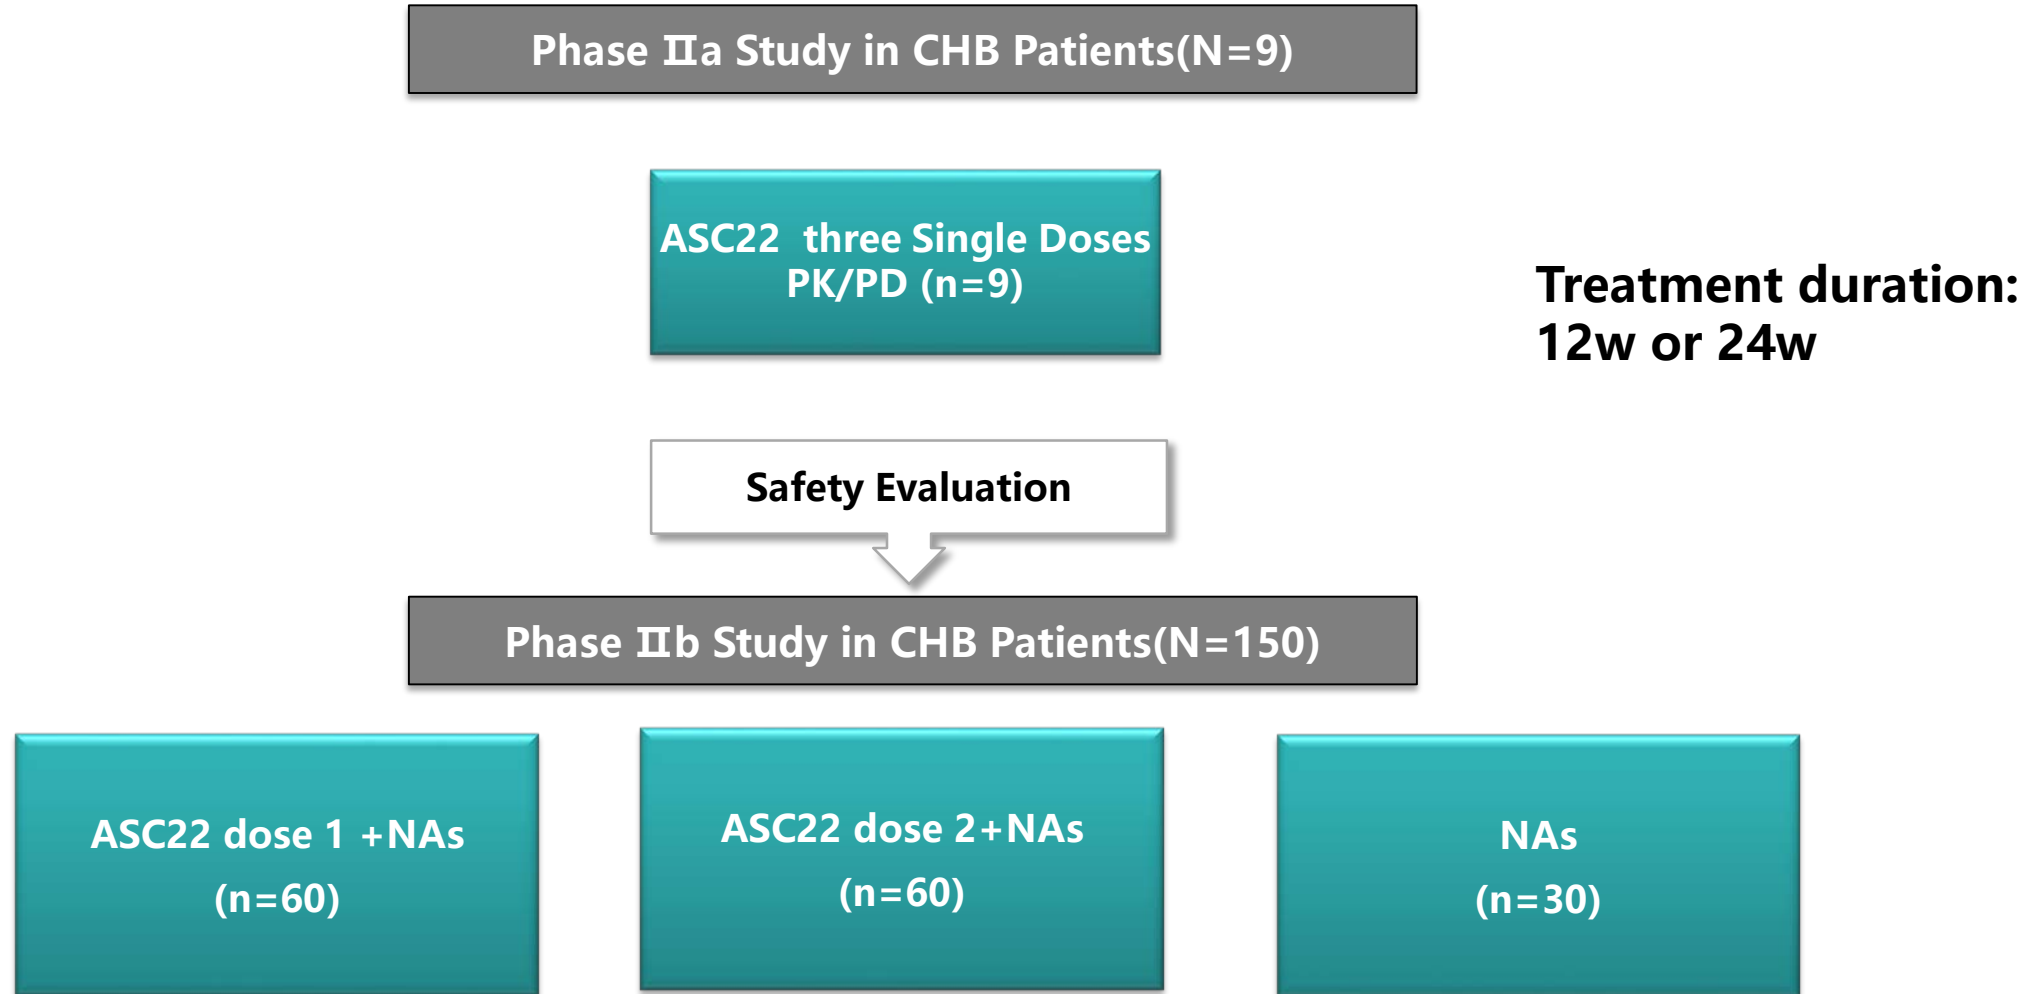 Phase Ⅱa Study in CHB Patients(N=9)
ASC22  three Single Doses
PK/PD (n=9)
Treatment duration:
12w or 24w
Safety Evaluation
Phase Ⅱb Study in CHB Patients(N=150)
ASC22 dose 1 +NAs
(n=60)
ASC22 dose 2+NAs
(n=60)
NAs
(n=30)